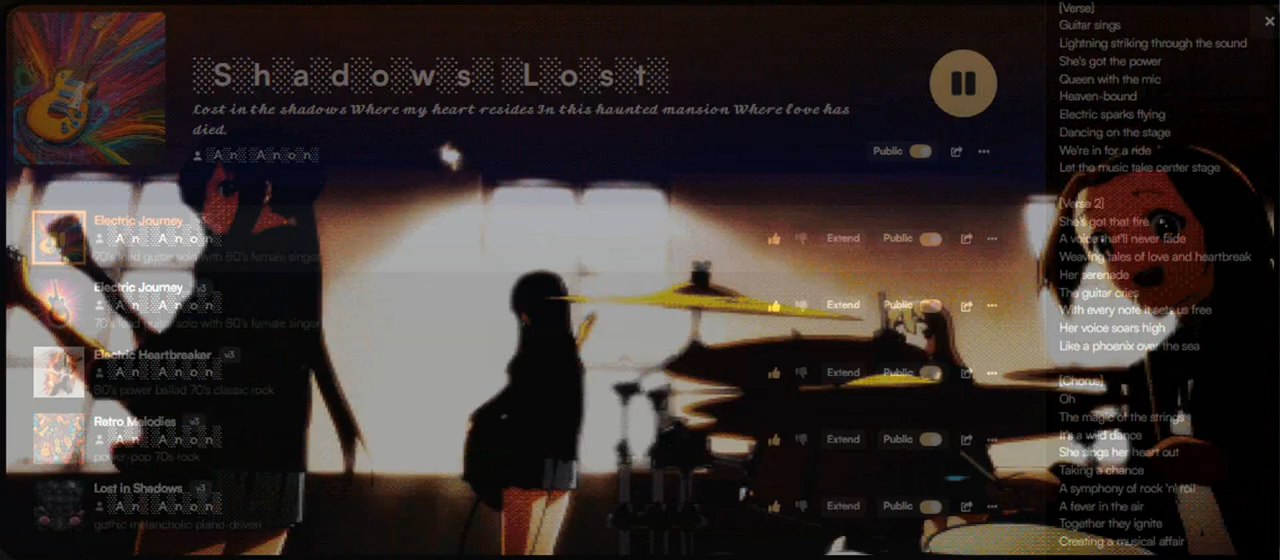 Shadows Lost
Lost in the shadows Where my heart resides In this haunted mansion Where love has
died.
An Anon
Public
Electric Journey v3
An Anon
90's lead guitar solo with 60's female singer
Extend Public
Electric Journey v3
An Anon
70's lead guitar solo with 60's female singer
Extend Public
Electric Heartbreaker v3
An Anon
80's power ballad 70's classic rock
Extend Public
Retro Melodies v3
An Anon
power-pop 70s rock
Extend Public
Lost in Shadows v3
An Anon
gothic melancholic piano-driven
Extend Public
[Verse]
Guitar sings
Lightning striking through the sound
She's got the power
Queen with the mic
Heaven-bound
Electric sparks flying
Dancing on the stage
We're in for a ride
Let the music take center stage
[Verse 2]
She's got that fire
A voice that'll never fade
Weaving tales of love and heartbreak
Her serenade
The guitar cries
With every note it sets us free
Her voice soars high
Like a phoenix over the sea
[Chorus]
Oh
The magic of the strings
It's a wild dance
She sings her heart out
Taking a chance
A symphony of rock 'n' roll
A fever in the air
Together they ignite
Creating a musical affair